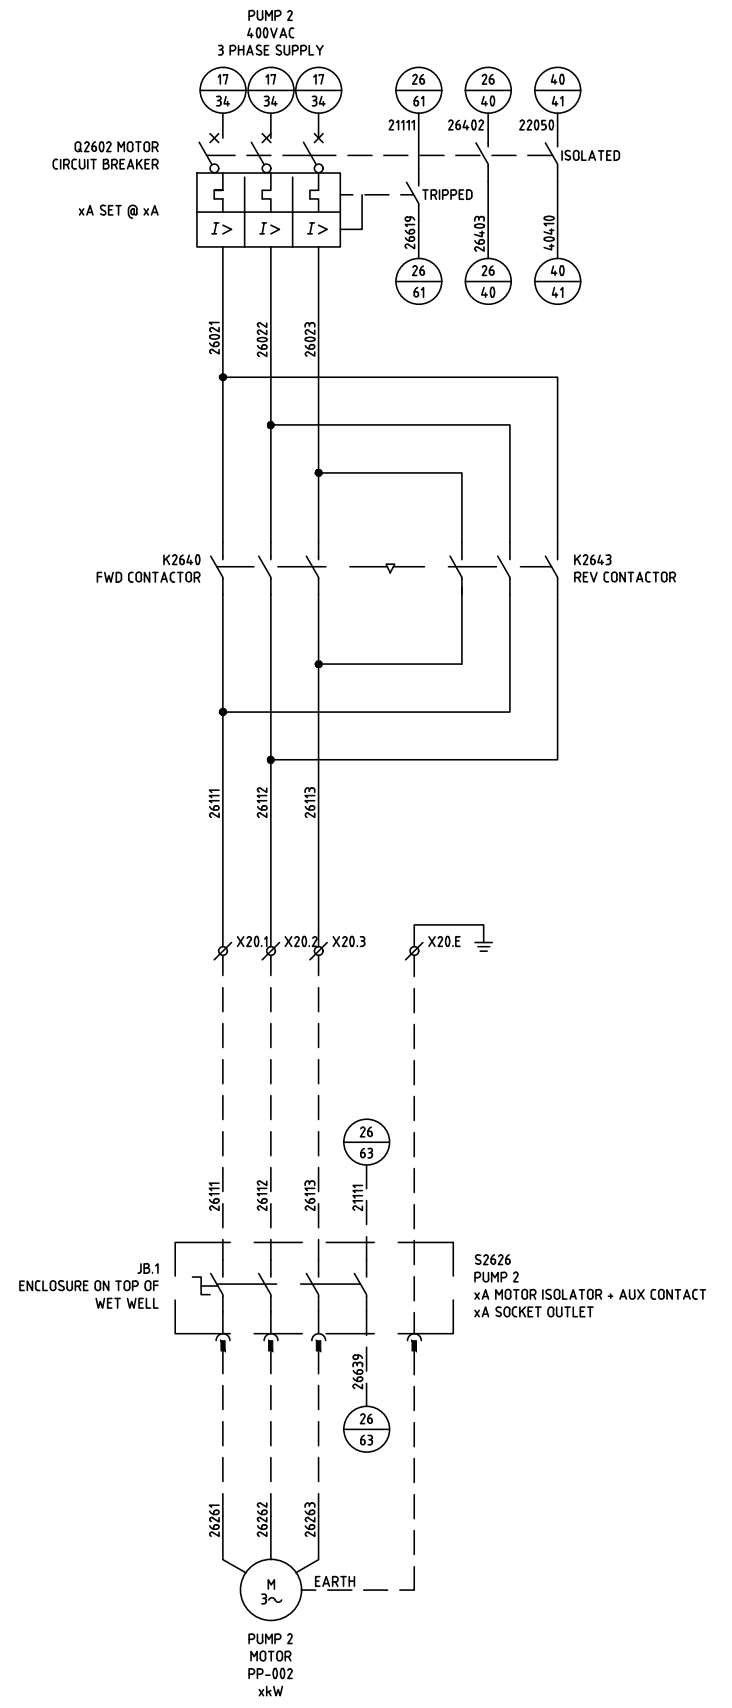 PUMP 2
400VAC
3 PHASE SUPPLY
17
34
17
34
17
34
26
61
26
40
40
41
21111
26402
22050
Q2602 MOTOR
CIRCUIT BREAKER
ISOLATED
TRIPPED
xA SET @ xA
I>
I>
I>
26619
26403
40410
26
61
26
40
40
41
26021
26022
26023
K2640
FWD CONTACTOR
K2643
REV CONTACTOR
26111
26112
26113
X20.1
X20.2
X20.3
X20.E
26
63
26111
26112
26113
21111
JB.1
ENCLOSURE ON TOP OF
WET WELL
S2626
PUMP 2
xA MOTOR ISOLATOR + AUX CONTACT
xA SOCKET OUTLET
26639
26
63
26261
26262
26263
M
3~
EARTH
PUMP 2
MOTOR
PP-002
xkW